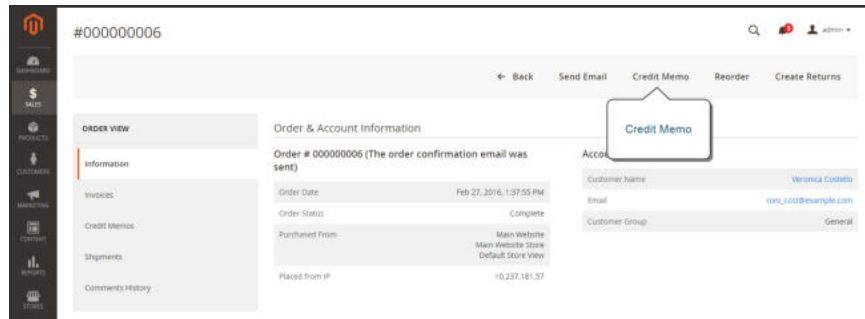 #000000006
3
admin
DASHBOARD
$
SALES
PRODUCTS
CUSTOMERS
MARKETING
CONTENT
REPORTS
STORES
← Back Send Email Credit Memo Reorder Create Returns
Credit Memo
ORDER VIEW
Information
Invoices
Credit Memos
Shipments
Comments History
Order & Account Information
Order # 000000006 (The order confirmation email was
sent)
Order Date Feb 27, 2016, 1:37:55 PM
Order Status Complete
Purchased From Main Website
Main Website Store
Default Store View
Placed from IP 10.237.181.57
Accou
Customer Name Veronica Costello
Email roni_cost@example.com
Customer Group General